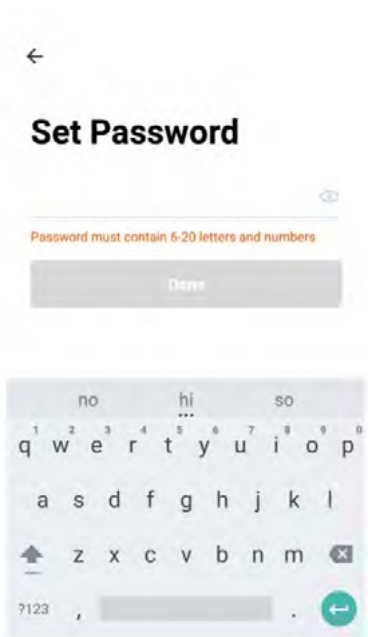 Set Password
Password must contain 6-20 letters and numbers
Done
no hi so
1 2 3 4 5 6 7 8 9 0
q w e r t y u i o p
a s d f g h j k l
z x c v b n m
?123 , .